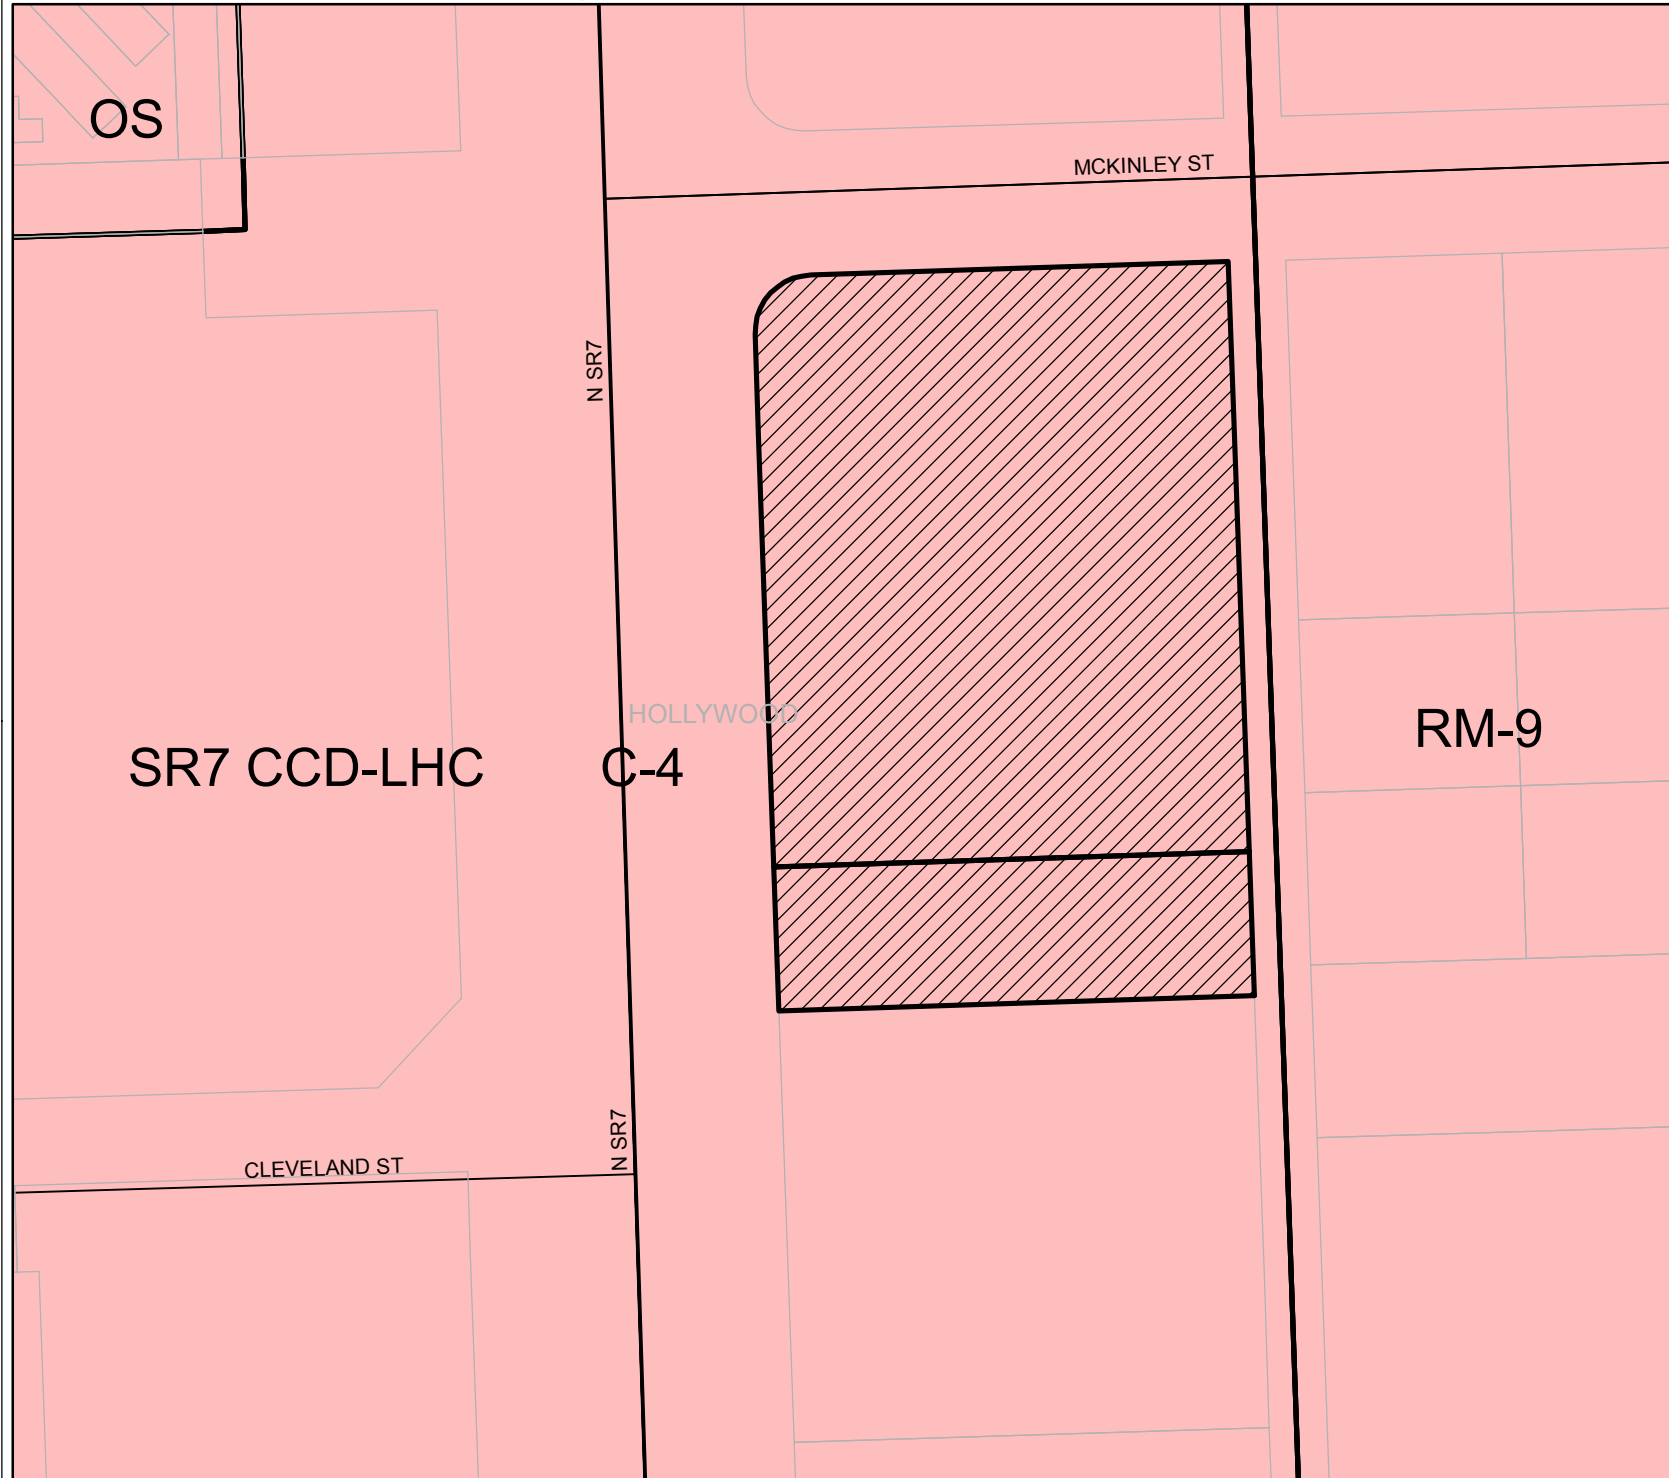 OS
MCKINLEY ST
N SR7
HOLLYWOOD
RM-9
SR7 CCD-LHC
C-4
N SR7
CLEVELAND ST